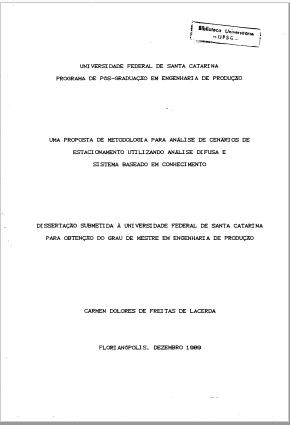 Biblioteca Universitária
- UFSC -
UNIVERSIDADE FEDERAL DE SANTA CATARINA
PROGRAMA DE PÓS-GRADUAÇÃO EM ENGENHARIA DE PRODUÇÃO
UMA PROPOSTA DE METODOLOGIA PARA ANÁLISE DE CENÁRIOS DE
ESTACIONAMENTO UTILIZANDO ANÁLISE DIFUSA E
SISTEMA BASEADO EM CONHECIMENTO
DISSERTAÇÃO SUBMETIDA À UNIVERSIDADE FEDERAL DE SANTA CATARINA
PARA OBTENÇÃO DO GRAU DE MESTRE EM ENGENHARIA DE PRODUÇÃO
CARMEN DOLORES DE FREITAS DE LACERDA
FLORIANÓPOLIS, DEZEMBRO 1989